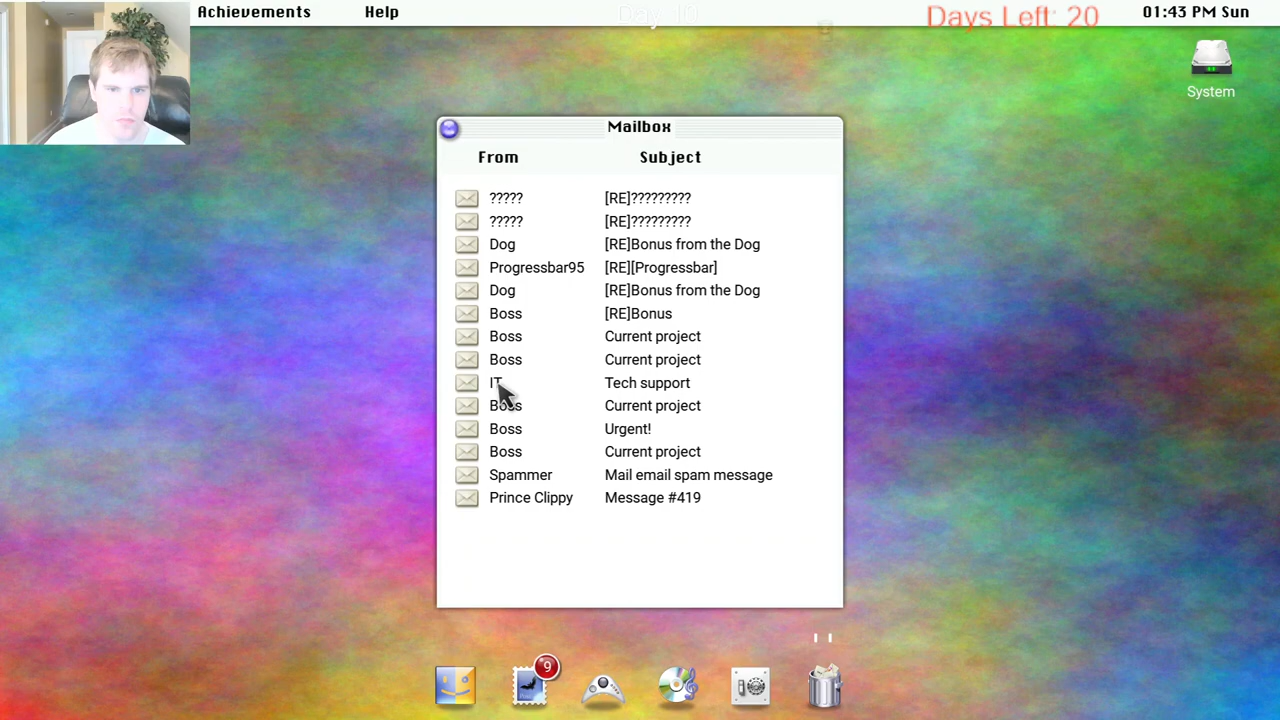 Achievements Help Day 10 Days Left: 20 01:43 PM Sun
System
Mailbox
From Subject
????? [RE]?????????
????? [RE]?????????
Dog [RE]Bonus from the Dog
Progressbar95 [RE][Progressbar]
Dog [RE]Bonus from the Dog
Boss [RE]Bonus
Boss Current project
Boss Current project
IT Tech support
Boss Current project
Boss Urgent!
Boss Current project
Spammer Mail email spam message
Prince Clippy Message #419
9